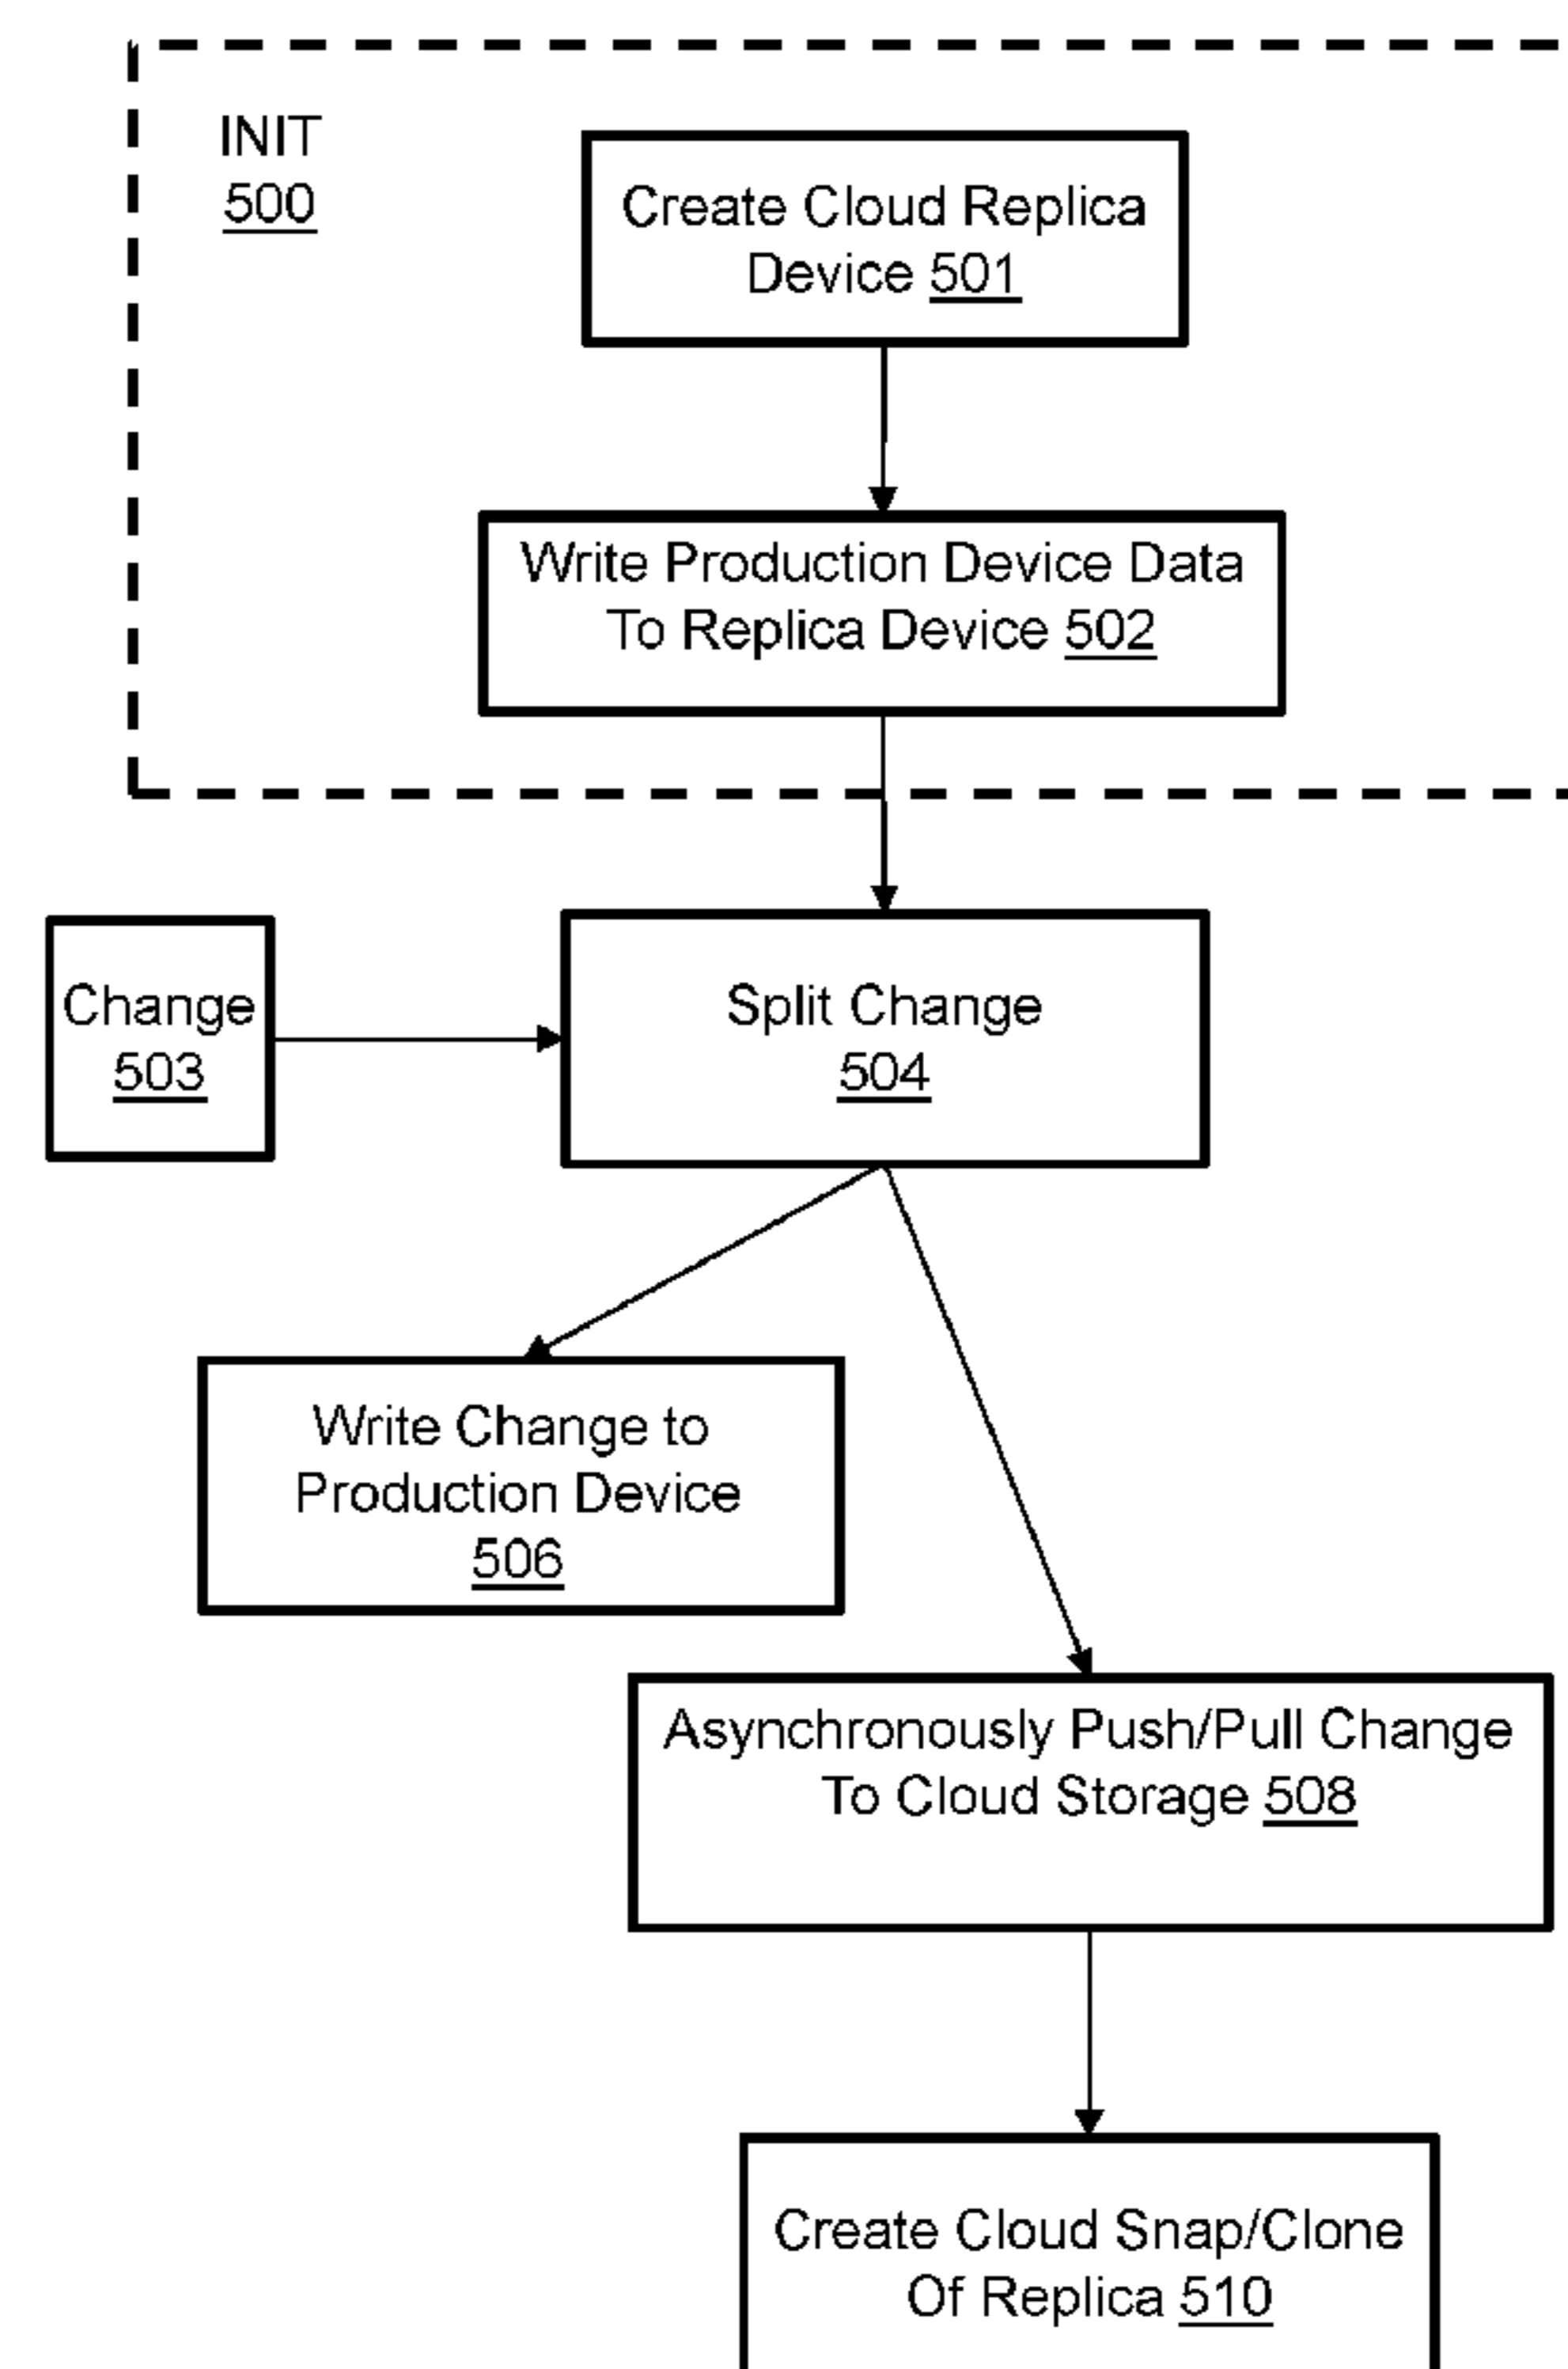 INIT
500
Create Cloud Replica
Device 501
Write Production Device Data
To Replica Device 502
Change
503
Split Change
504
Write Change to
Production Device
506
Asynchronously Push/Pull Change
To Cloud Storage 508
Create Cloud Snap/Clone
Of Replica 510